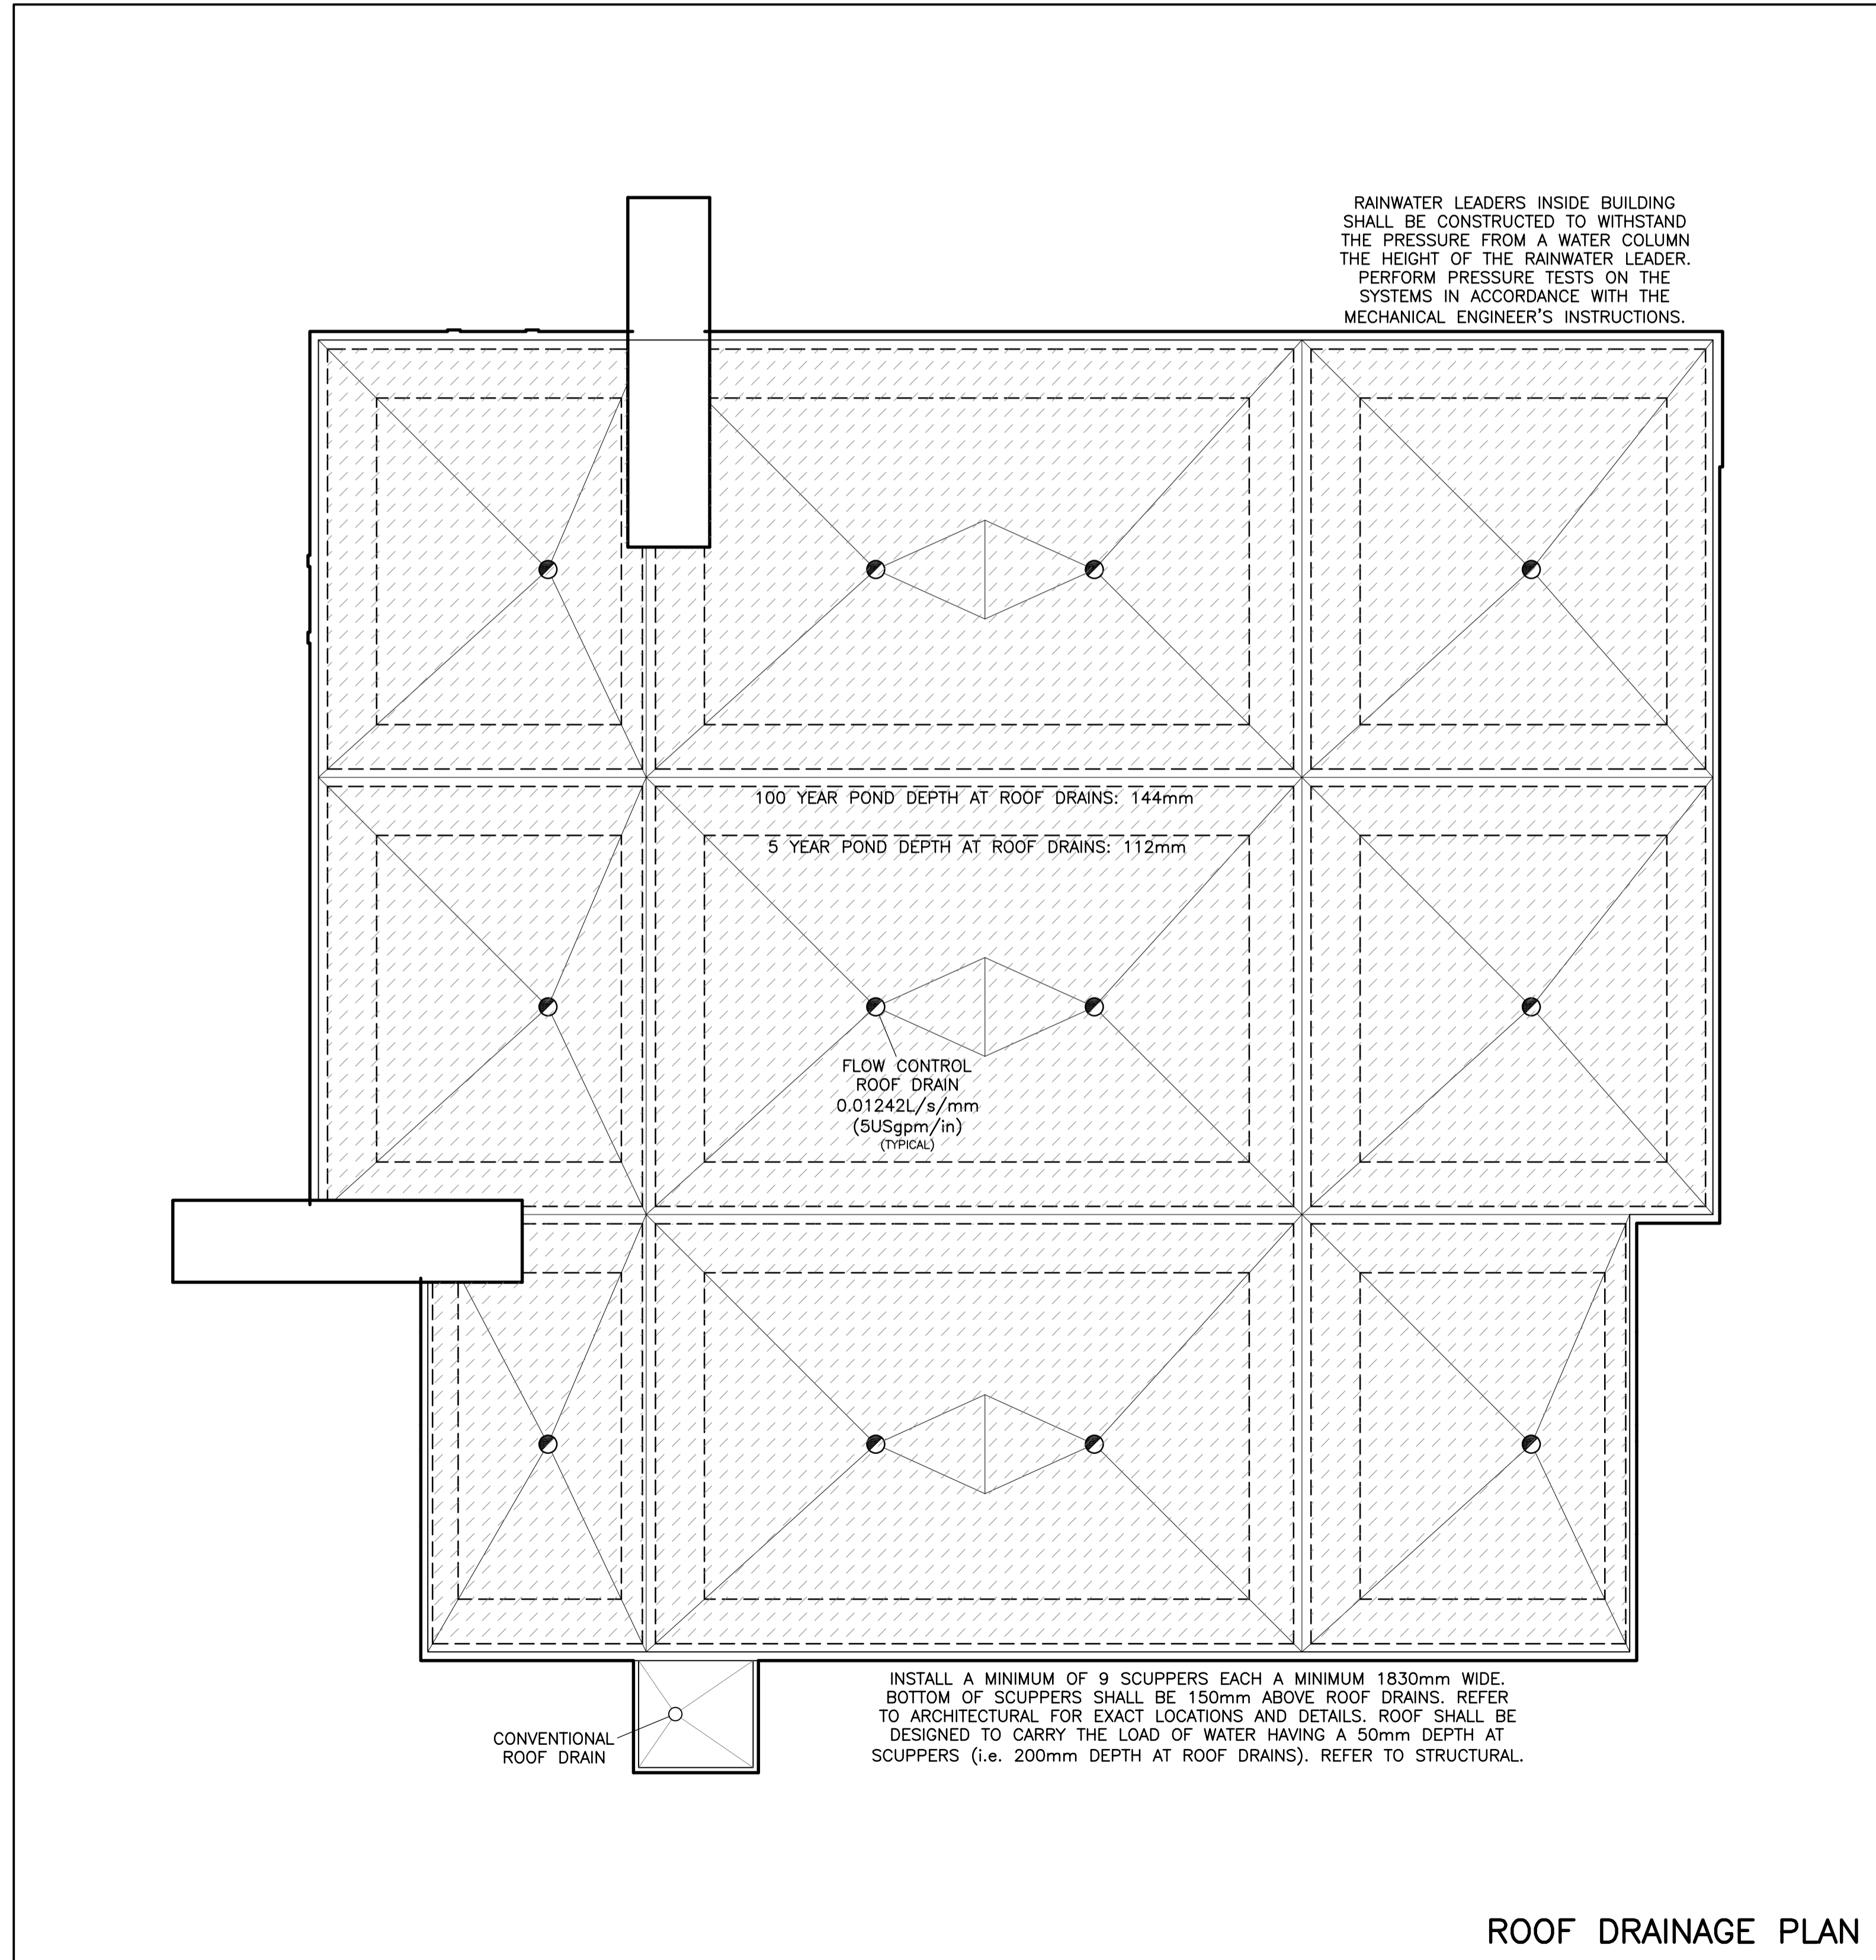 RAINWATER LEADERS INSIDE BUILDING
SHALL BE CONSTRUCTED TO WITHSTAND
THE PRESSURE FROM A WATER COLUMN
THE HEIGHT OF THE RAINWATER LEADER.
PERFORM PRESSURE TESTS ON THE
SYSTEMS IN ACCORDANCE WITH THE
MECHANICAL ENGINEER'S INSTRUCTIONS.
100 YEAR POND DEPTH AT ROOF DRAINS: 144mm
5 YEAR POND DEPTH AT ROOF DRAINS: 112mm
FLOW CONTROL
ROOF DRAIN
0.01242L/s/mm
(5USgpm/in)
(TYPICAL)
INSTALL A MINIMUM OF 9 SCUPPERS EACH A MINIMUM 1830mm WIDE.
BOTTOM OF SCUPPERS SHALL BE 150mm ABOVE ROOF DRAINS. REFER
TO ARCHITECTURAL FOR EXACT LOCATIONS AND DETAILS. ROOF SHALL BE
DESIGNED TO CARRY THE LOAD OF WATER HAVING A 50mm DEPTH AT
SCUPPERS (i.e. 200mm DEPTH AT ROOF DRAINS). REFER TO STRUCTURAL.
CONVENTIONAL
ROOF DRAIN
ROOF DRAINAGE PLAN